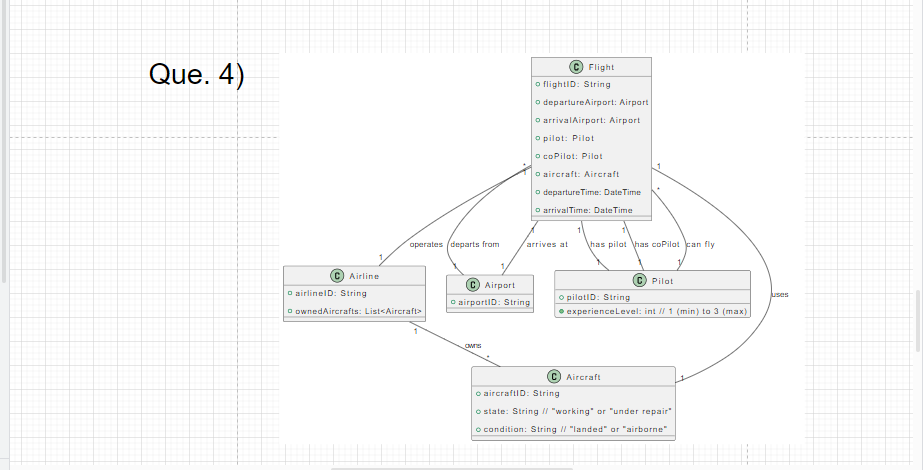 Que. 4)
C Flight
flightID: String
departureAirport: Airport
arrivalAirport: Airport
pilot: Pilot
coPilot: Pilot
aircraft: Aircraft
departureTime: DateTime
arrivalTime: DateTime
* 1
1 *
1 1 1
operates departs from arrives at has pilot has coPilot can fly
1 1 1 1 1 1
C Airline
airlineID: String
ownedAircrafts: List<Aircraft>
C Airport
airportID: String
C Pilot
pilotID: String
experienceLevel: int // 1 (min) to 3 (max)
uses
1
owns
*
1
C Aircraft
aircraftID: String
state: String // "working" or "under repair"
condition: String // "landed" or "airborne"